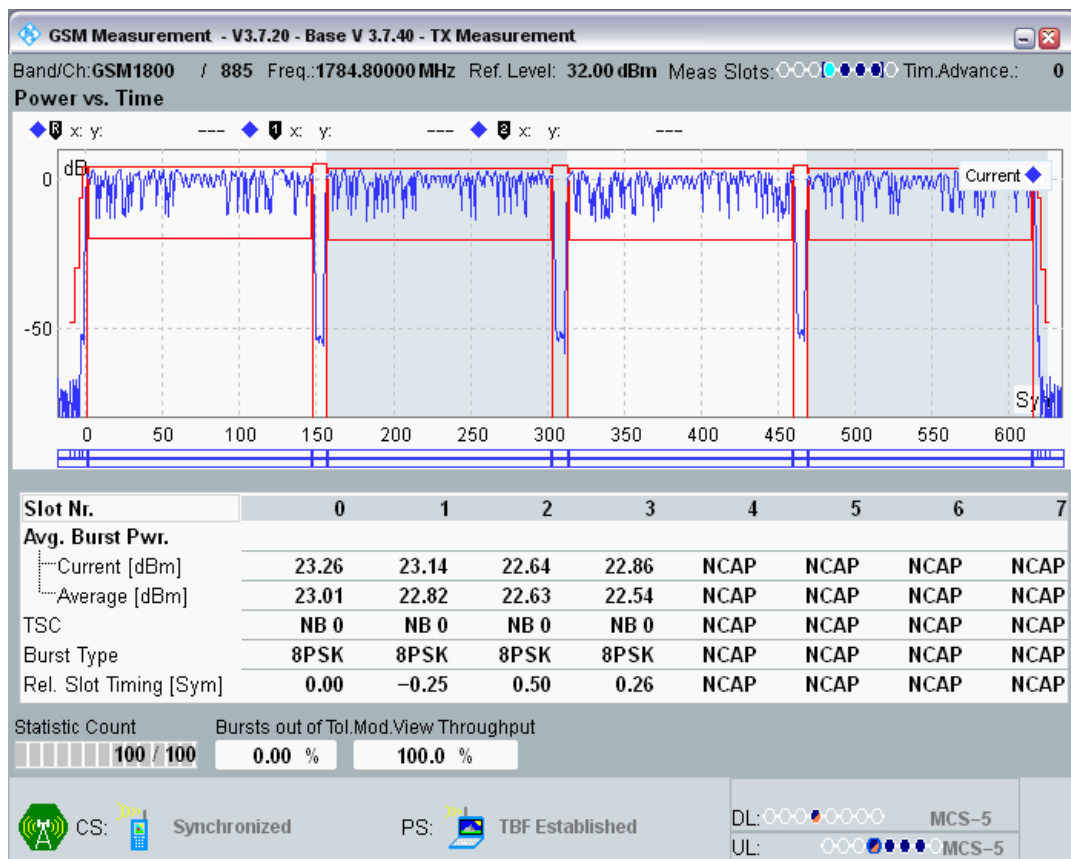 GSM Measurement - V3.7.20 - Base V 3.7.40 - TX Measurement
Band/Ch:GSM1800 / 885 Freq.:1784.80000 MHz Ref. Level: 32.00 dBm Meas Slots: Tim.Advance.: 0
Power vs. Time
R x: y: --- 1 x: y: --- 2 x: y: ---
dB
Current
0
-50
0 50 100 150 200 250 300 350 400 450 500 550 600
Slot Nr. 0 1 2 3 4 5 6 7
Avg. Burst Pwr.
Current [dBm] 23.26 23.14 22.64 22.86 NCAP NCAP NCAP NCAP
Average [dBm] 23.01 22.82 22.63 22.54 NCAP NCAP NCAP NCAP
TSC NB 0 NB 0 NB 0 NB 0 NCAP NCAP NCAP NCAP
Burst Type 8PSK 8PSK 8PSK 8PSK NCAP NCAP NCAP NCAP
Rel. Slot Timing [Sym] 0.00 −0.25 0.50 0.26 NCAP NCAP NCAP NCAP
Statistic Count Bursts out of Tol.Mod.View Throughput
100 / 100 0.00 % 100.0 %
CS: Synchronized PS: TBF Established
DL: MCS−5
UL: MCS−5